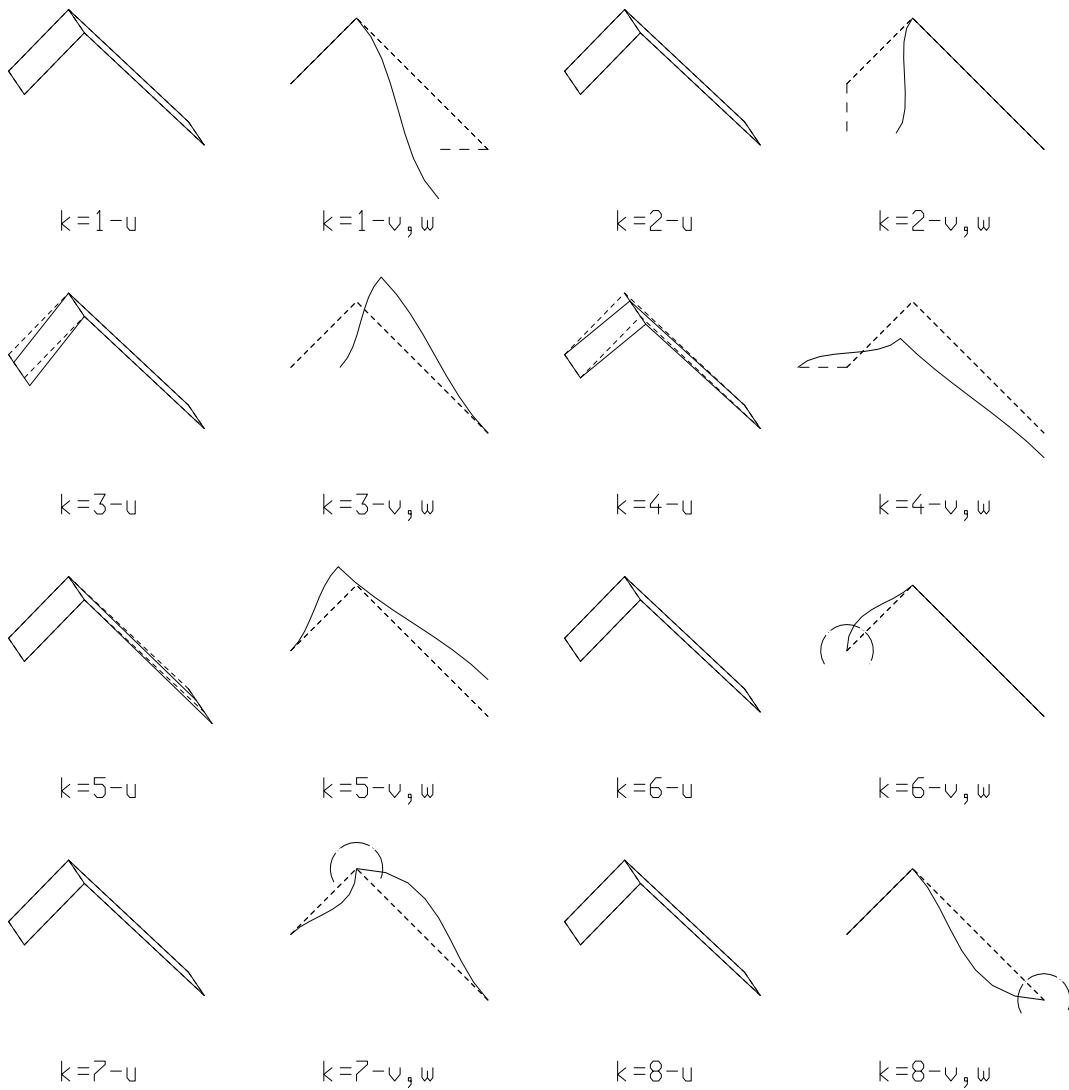 k=1-u k=1-v,w k=2-u k=2-v,w
k=3-u k=3-v,w k=4-u k=4-v,w
k=5-u k=5-v,w k=6-u k=6-v,w
k=7-u k=7-v,w k=8-u k=8-v,w